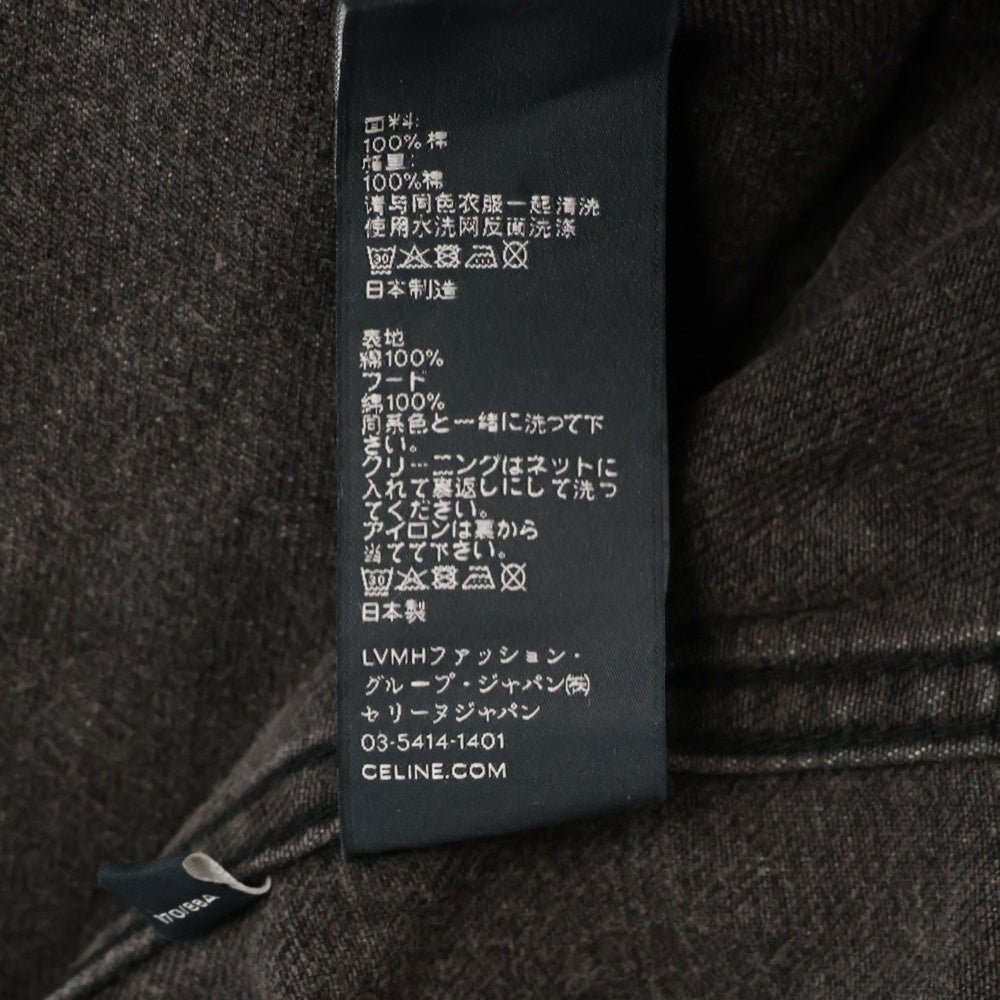 面料:
100% 棉
帽里:
100%棉
请与同色衣服一起清洗
使用水洗网反面洗涤
30
日本制造
表地
綿100%
フード
綿100%
同系色と一緒に洗つて下
さい。
クリーニングはネットに
入れて裏返しにして洗つ
てください。
アイロンは裏から
当てて下さい。
30
日本製
LVMHファッション・
グループ・ジャパン㈱
セリーヌジャパン
03-5414-1401
CELINE.COM
170/88A